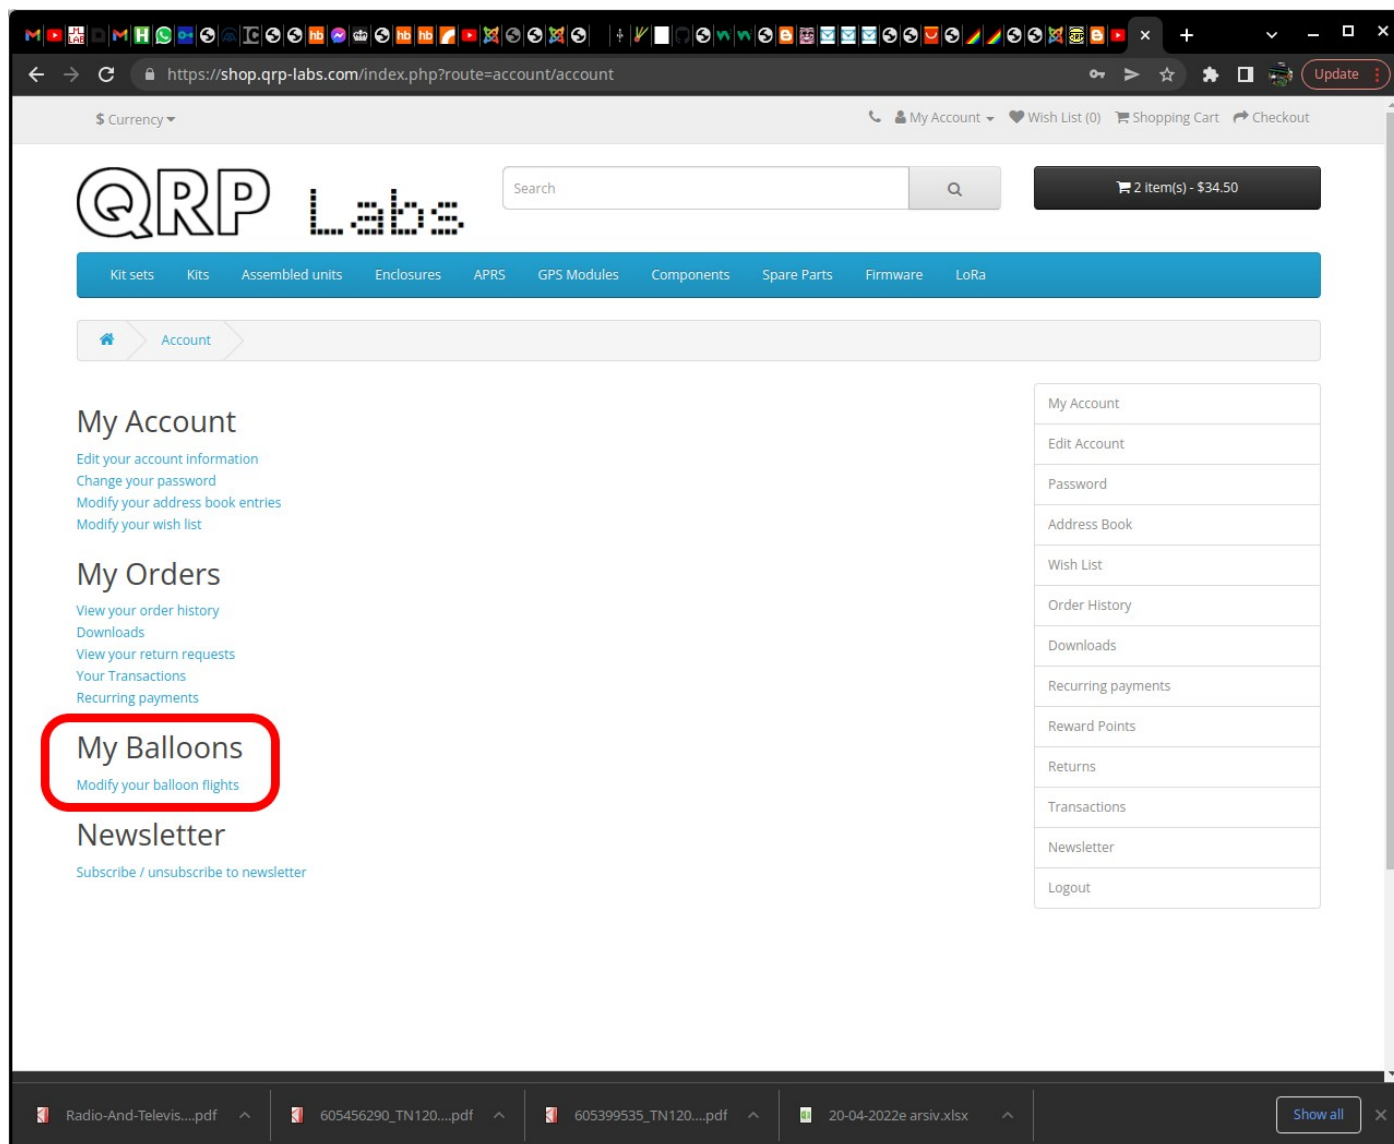 https://shop.qrp-labs.com/index.php?route=account/account
Update
$ Currency
My Account
Wish List (0)
Shopping Cart
Checkout
QRP Labs
Search
2 item(s) - $34.50
Kit sets
Kits
Assembled units
Enclosures
APRS
GPS Modules
Components
Spare Parts
Firmware
LoRa
Account
My Account
Edit your account information
Change your password
Modify your address book entries
Modify your wish list
My Orders
View your order history
Downloads
View your return requests
Your Transactions
Recurring payments
My Balloons
Modify your balloon flights
Newsletter
Subscribe / unsubscribe to newsletter
My Account
Edit Account
Password
Address Book
Wish List
Order History
Downloads
Recurring payments
Reward Points
Returns
Transactions
Newsletter
Logout
Radio-And-Televis....pdf
605456290_TN120....pdf
605399535_TN120....pdf
20-04-2022e arsiv.xlsx
Show all